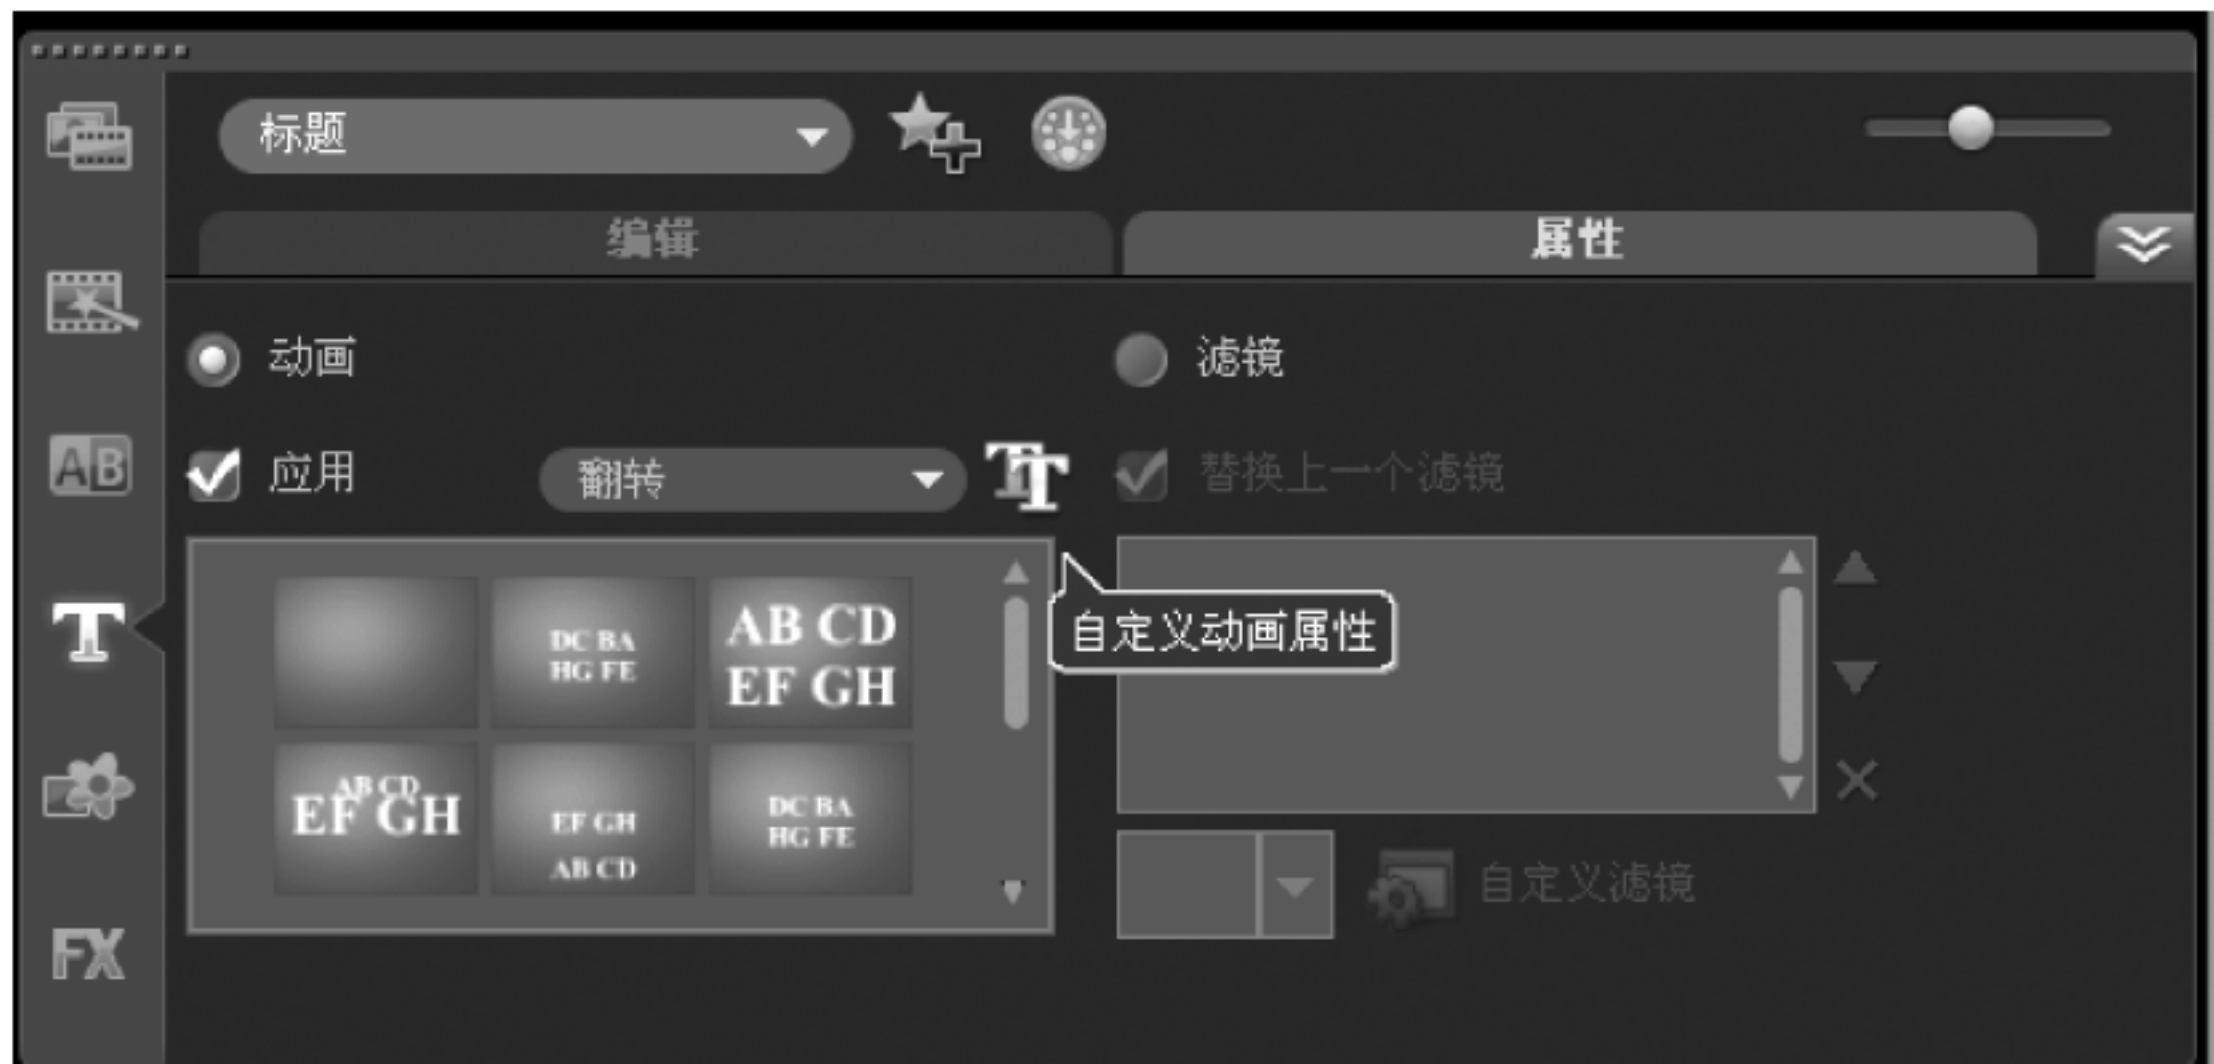 标题
编辑
属性
动画
滤镜
AB
应用
翻转
TT
替换上一个滤镜
自定义动画属性
T
DC BA
HG FE
AB CD
EF GH
AB CD
EF GH
EF GH
AB CD
DC BA
HG FE
自定义滤镜
FX